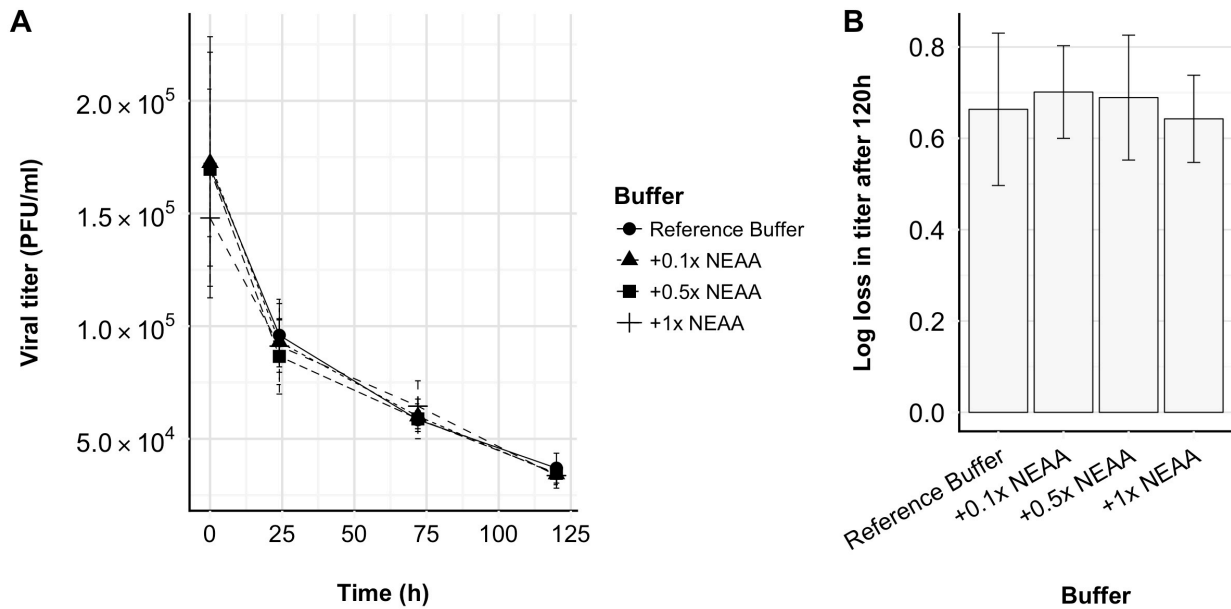 A
Viral titer (PFU/ml)
2.0 × 10⁵
1.5 × 10⁵
1.0 × 10⁵
5.0 × 10⁴
0 25 50 75 100 125
Time (h)
Buffer
Reference Buffer
+0.1x NEAA
+0.5x NEAA
+1x NEAA
B
Log loss in titer after 120h
0.8
0.6
0.4
0.2
0.0
Reference Buffer
+0.1x NEAA
+0.5x NEAA
+1x NEAA
Buffer